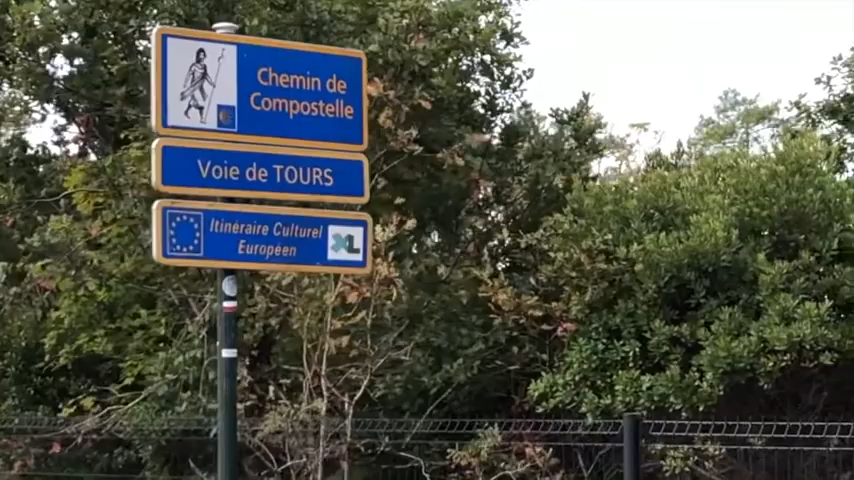 Chemin de
Compostelle
Voie de TOURS
Itinéraire Culturel
Européen
XL